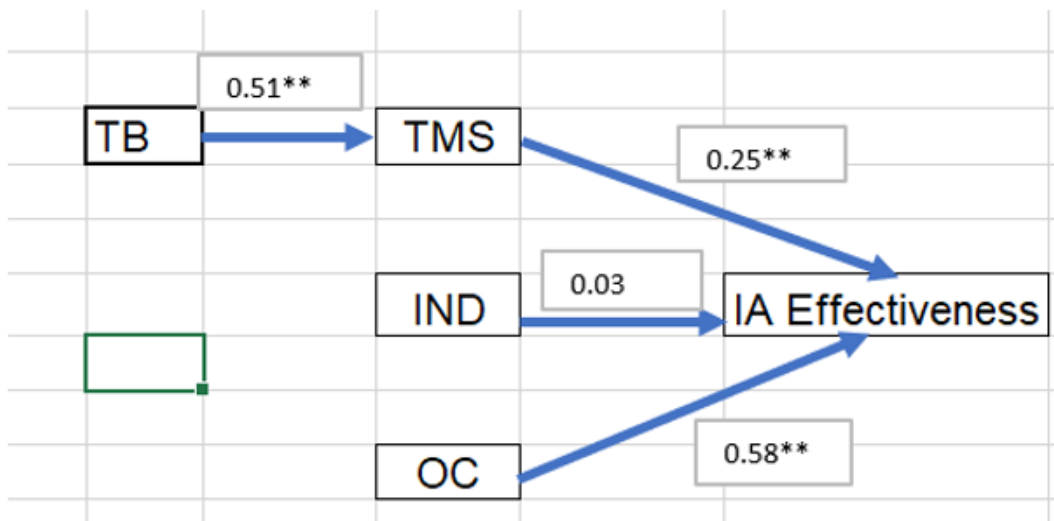 0.51**
TB
TMS
0.25**
IND
0.03
IA Effectiveness
OC
0.58**